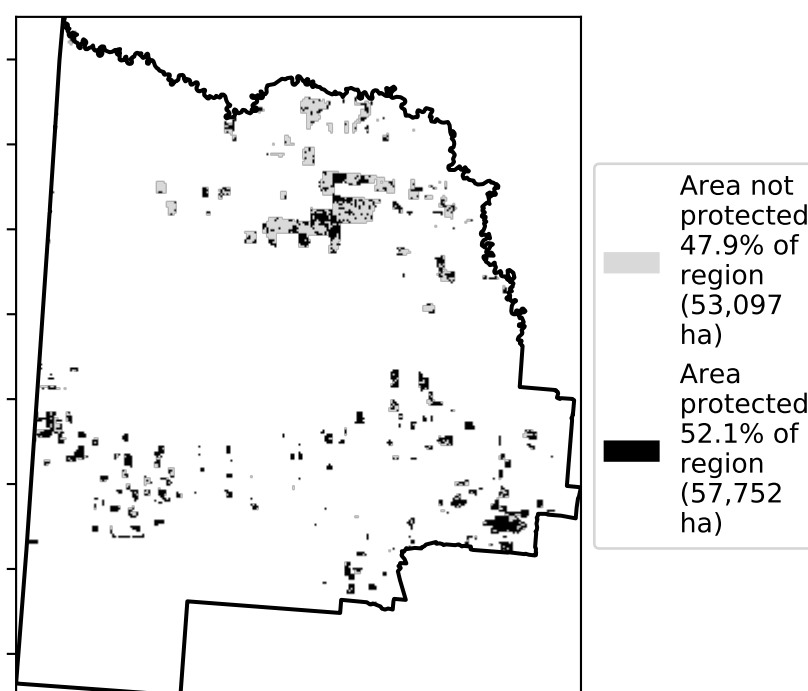 Area not
protected
47.9% of
region
(53,097
ha)
Area
protected
52.1% of
region
(57,752
ha)